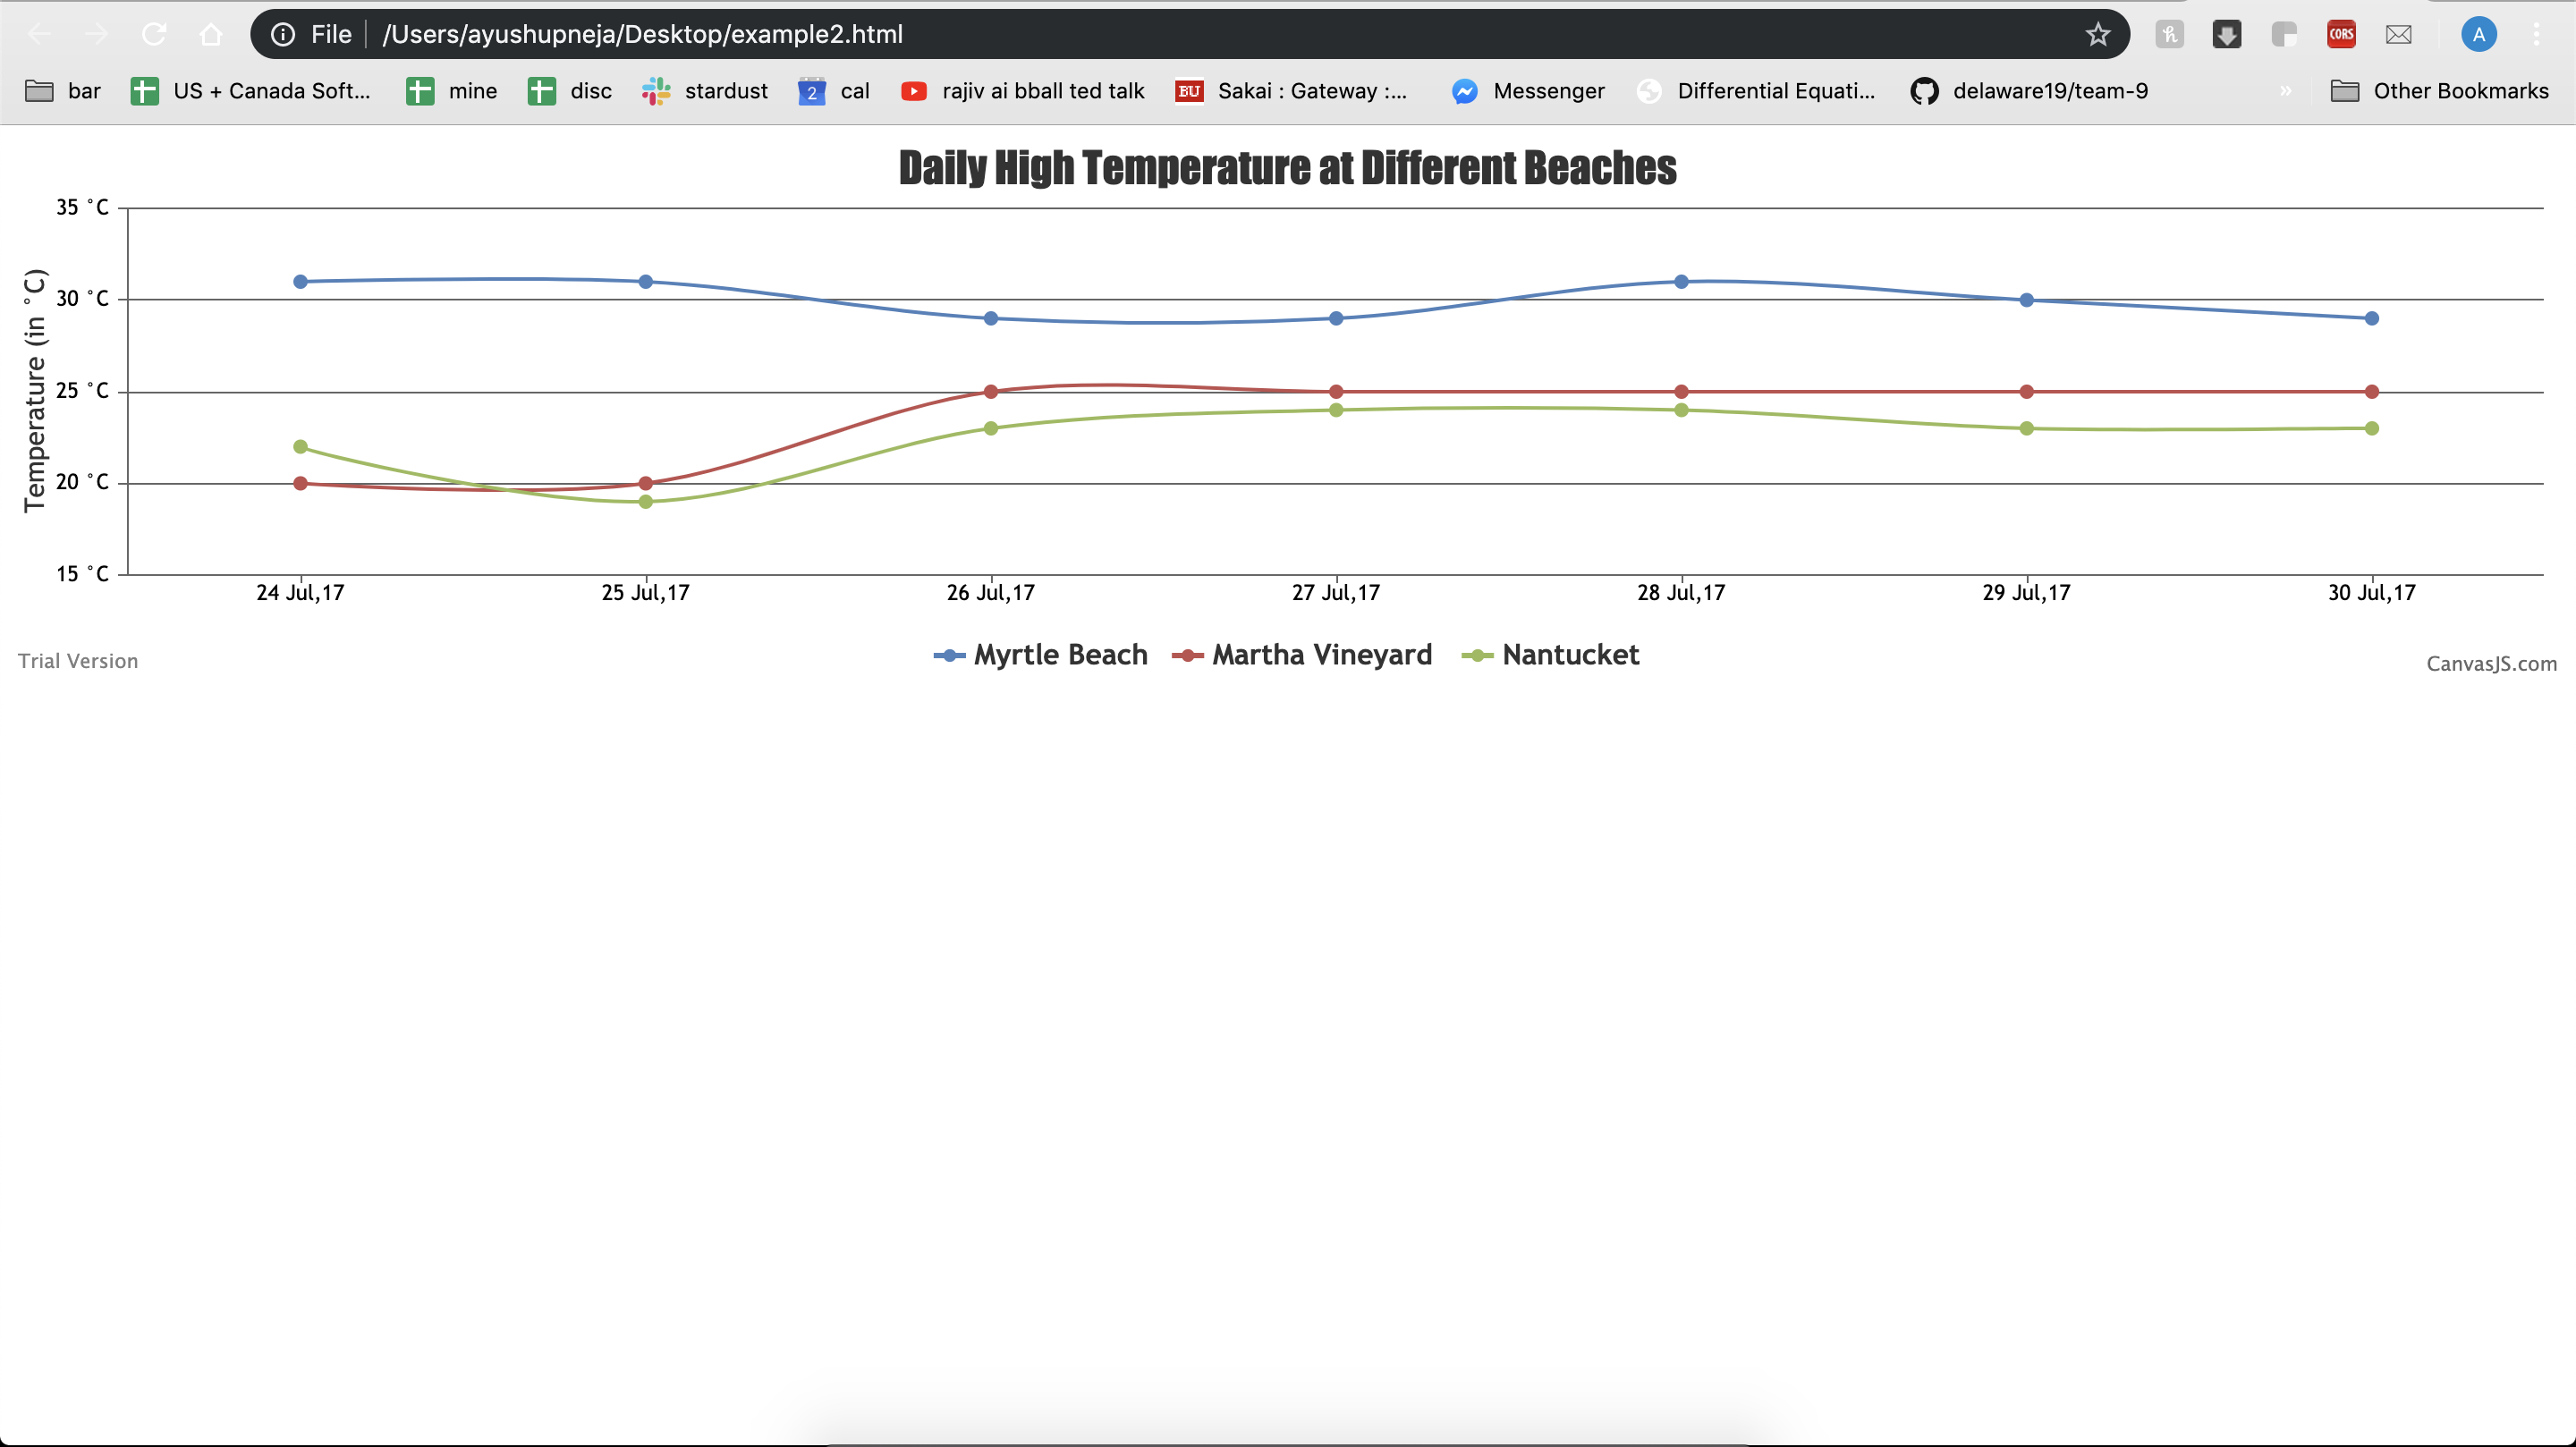 File /Users/ayushupneja/Desktop/example2.html A
bar US + Canada Soft... mine disc stardust 2 cal rajiv ai bball ted talk BU Sakai : Gateway :... Messenger Differential Equati... delaware19/team-9 » Other Bookmarks
CORS
Daily High Temperature at Different Beaches
Temperature (in °C)
35 °C
30 °C
25 °C
20 °C
15 °C
24 Jul,17 25 Jul,17 26 Jul,17 27 Jul,17 28 Jul,17 29 Jul,17 30 Jul,17
Myrtle Beach Martha Vineyard Nantucket
Trial Version CanvasJS.com